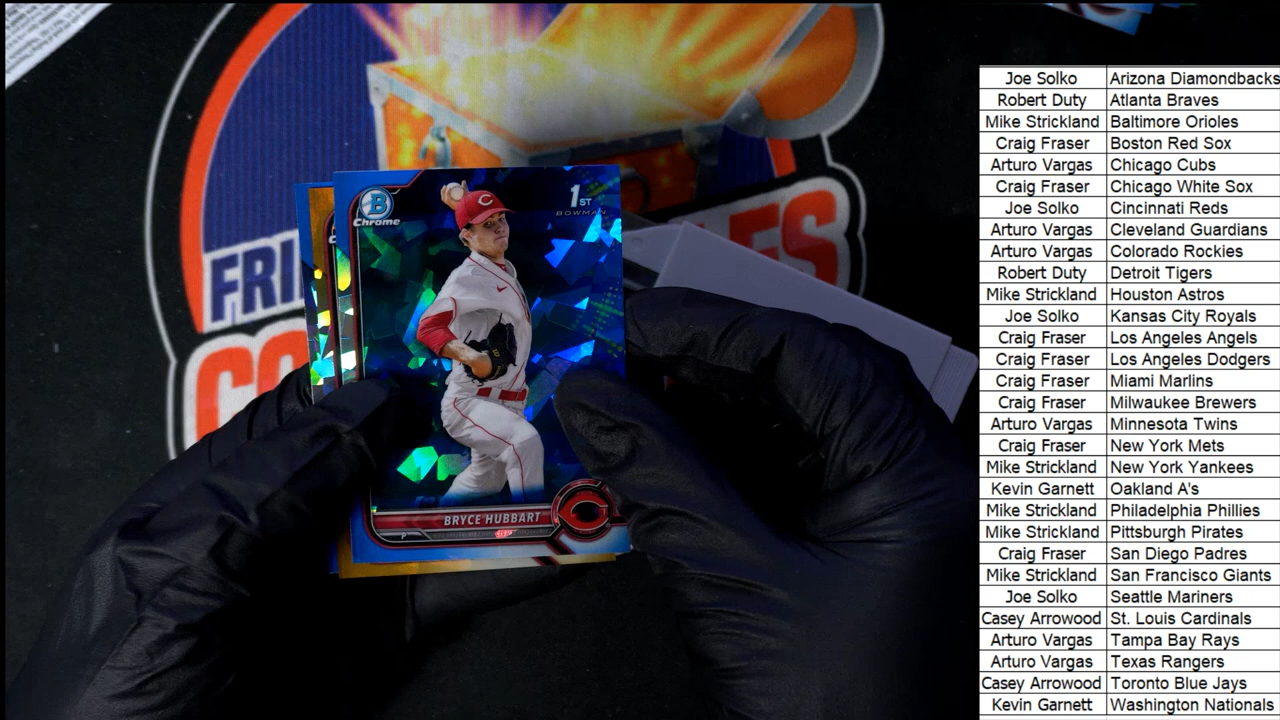 FRI
CO
LES
B
Chrome
1ST
BOWMAN
C
BRYCE HUBBART
P
C
Joe Solko Arizona Diamondbacks
Robert Duty Atlanta Braves
Mike Strickland Baltimore Orioles
Craig Fraser Boston Red Sox
Arturo Vargas Chicago Cubs
Craig Fraser Chicago White Sox
Joe Solko Cincinnati Reds
Arturo Vargas Cleveland Guardians
Arturo Vargas Colorado Rockies
Robert Duty Detroit Tigers
Mike Strickland Houston Astros
Joe Solko Kansas City Royals
Craig Fraser Los Angeles Angels
Craig Fraser Los Angeles Dodgers
Craig Fraser Miami Marlins
Craig Fraser Milwaukee Brewers
Arturo Vargas Minnesota Twins
Craig Fraser New York Mets
Mike Strickland New York Yankees
Kevin Garnett Oakland A's
Mike Strickland Philadelphia Phillies
Mike Strickland Pittsburgh Pirates
Craig Fraser San Diego Padres
Mike Strickland San Francisco Giants
Joe Solko Seattle Mariners
Casey Arrowood St. Louis Cardinals
Arturo Vargas Tampa Bay Rays
Arturo Vargas Texas Rangers
Casey Arrowood Toronto Blue Jays
Kevin Garnett Washington Nationals